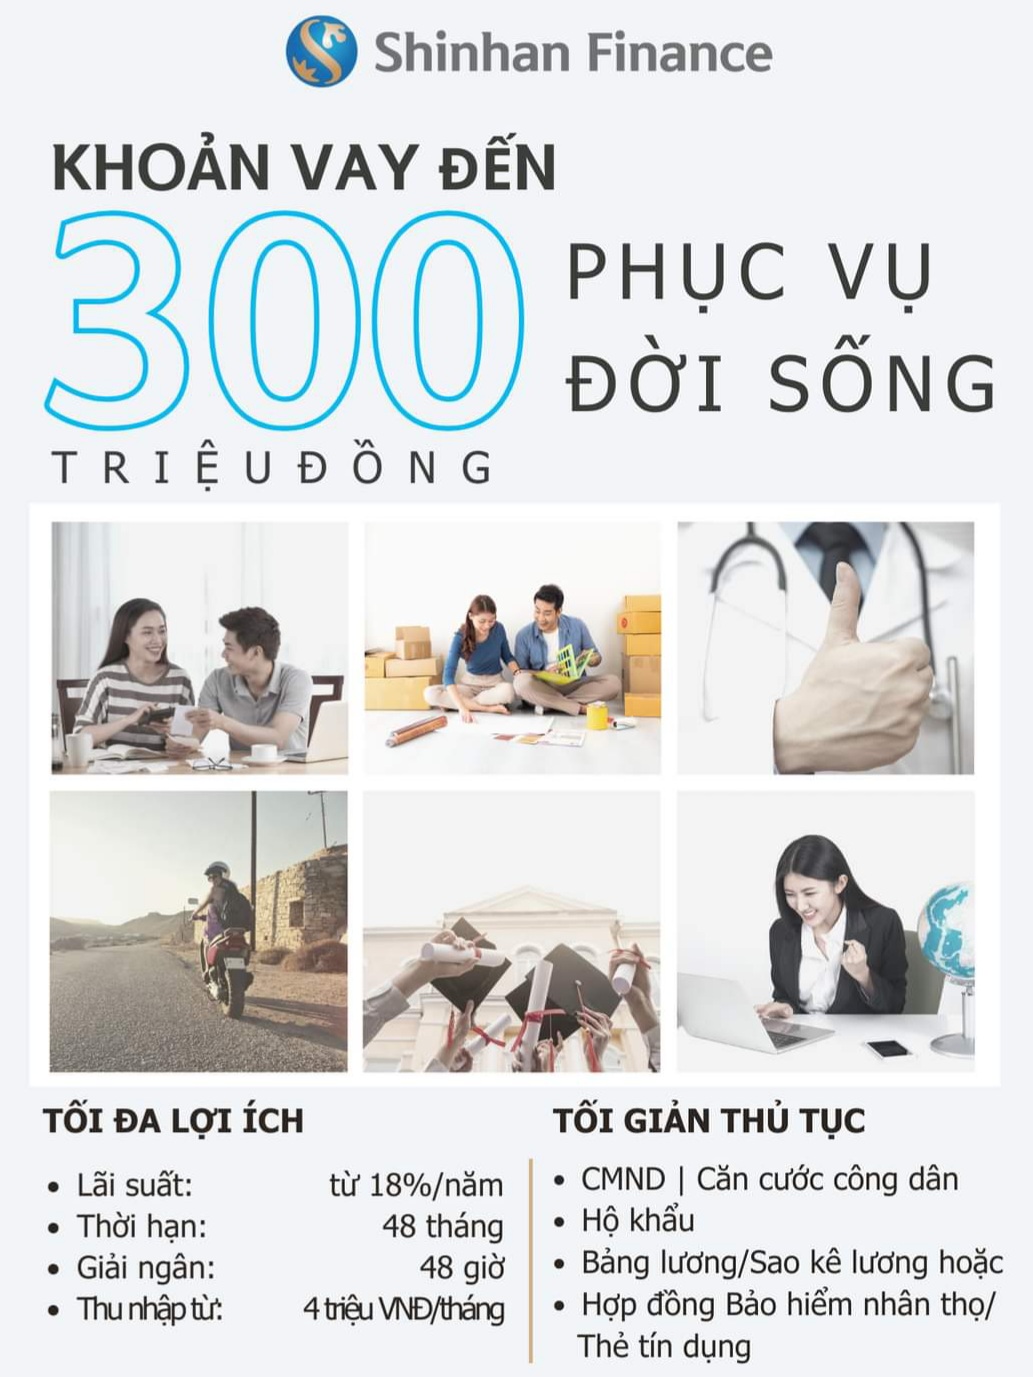 Shinhan Finance
KHOẢN VAY ĐẾN
300
PHỤC VỤ
ĐỜI SỐNG
TRIỆU ĐỒNG
TỐI ĐA LỢI ÍCH
• Lãi suất: từ 18%/năm
• Thời hạn: 48 tháng
• Giải ngân: 48 giờ
• Thu nhập từ: 4 triệu VNĐ/tháng
TỐI GIẢN THỦ TỤC
• CMND | Căn cước công dân
• Hộ khẩu
• Bảng lương/Sao kê lương hoặc
• Hợp đồng Bảo hiểm nhân thọ/
Thẻ tín dụng